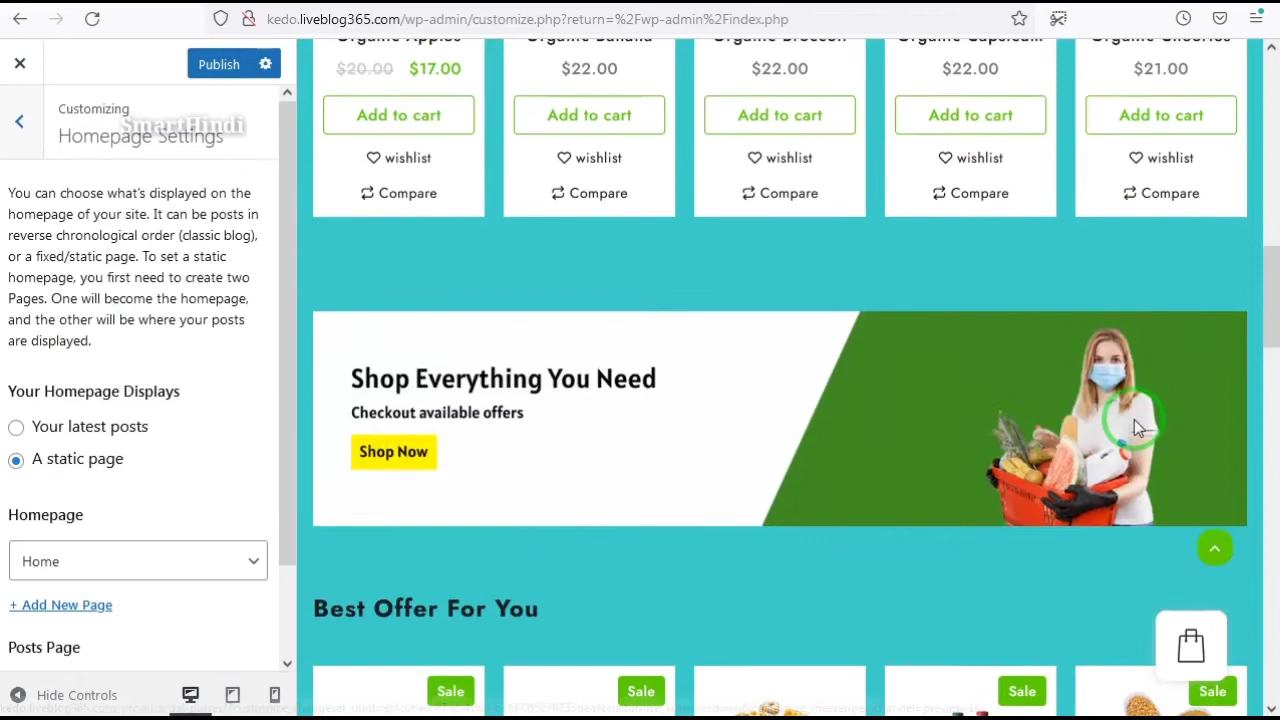 kedo.liveblog365.com/wp-admin/customize.php?return=%2Fwp-admin%2Findex.php
Publish
Customizing
SmartHindi
Homepage Settings
You can choose what's displayed on the
homepage of your site. It can be posts in
reverse chronological order (classic blog),
or a fixed/static page. To set a static
homepage, you first need to create two
Pages. One will become the homepage,
and the other will be where your posts
are displayed.
Your Homepage Displays
Your latest posts
A static page
Homepage
Home
+ Add New Page
Posts Page
Hide Controls
Organic Apples Organic Banana Organic Broccoli
$20.00 $17.00 $22.00 $22.00 $22.00 $21.00
Add to cart Add to cart Add to cart Add to cart Add to cart
wishlist wishlist wishlist wishlist wishlist
Compare Compare Compare Compare Compare
Shop Everything You Need
Checkout available offers
Shop Now
Best Offer For You
Sale Sale Sale Sale